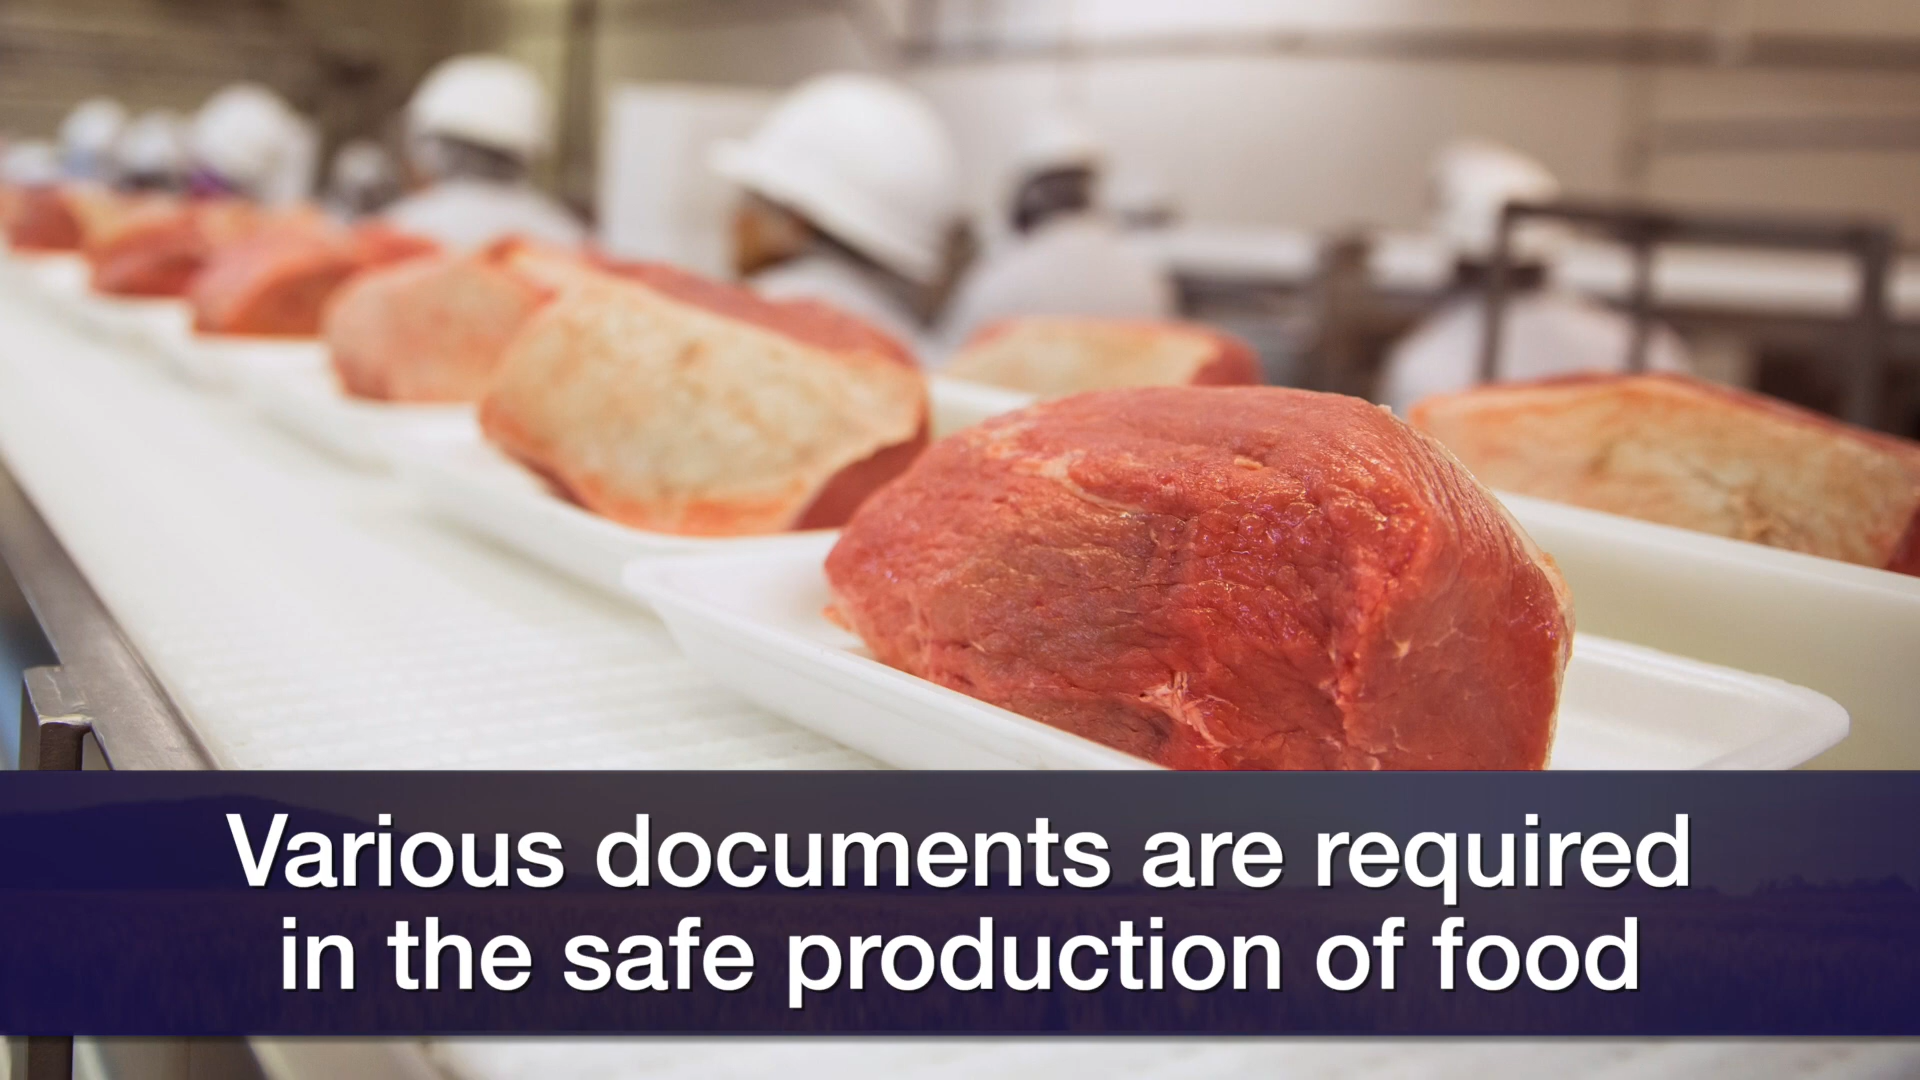 Various documents are required
in the safe production of food